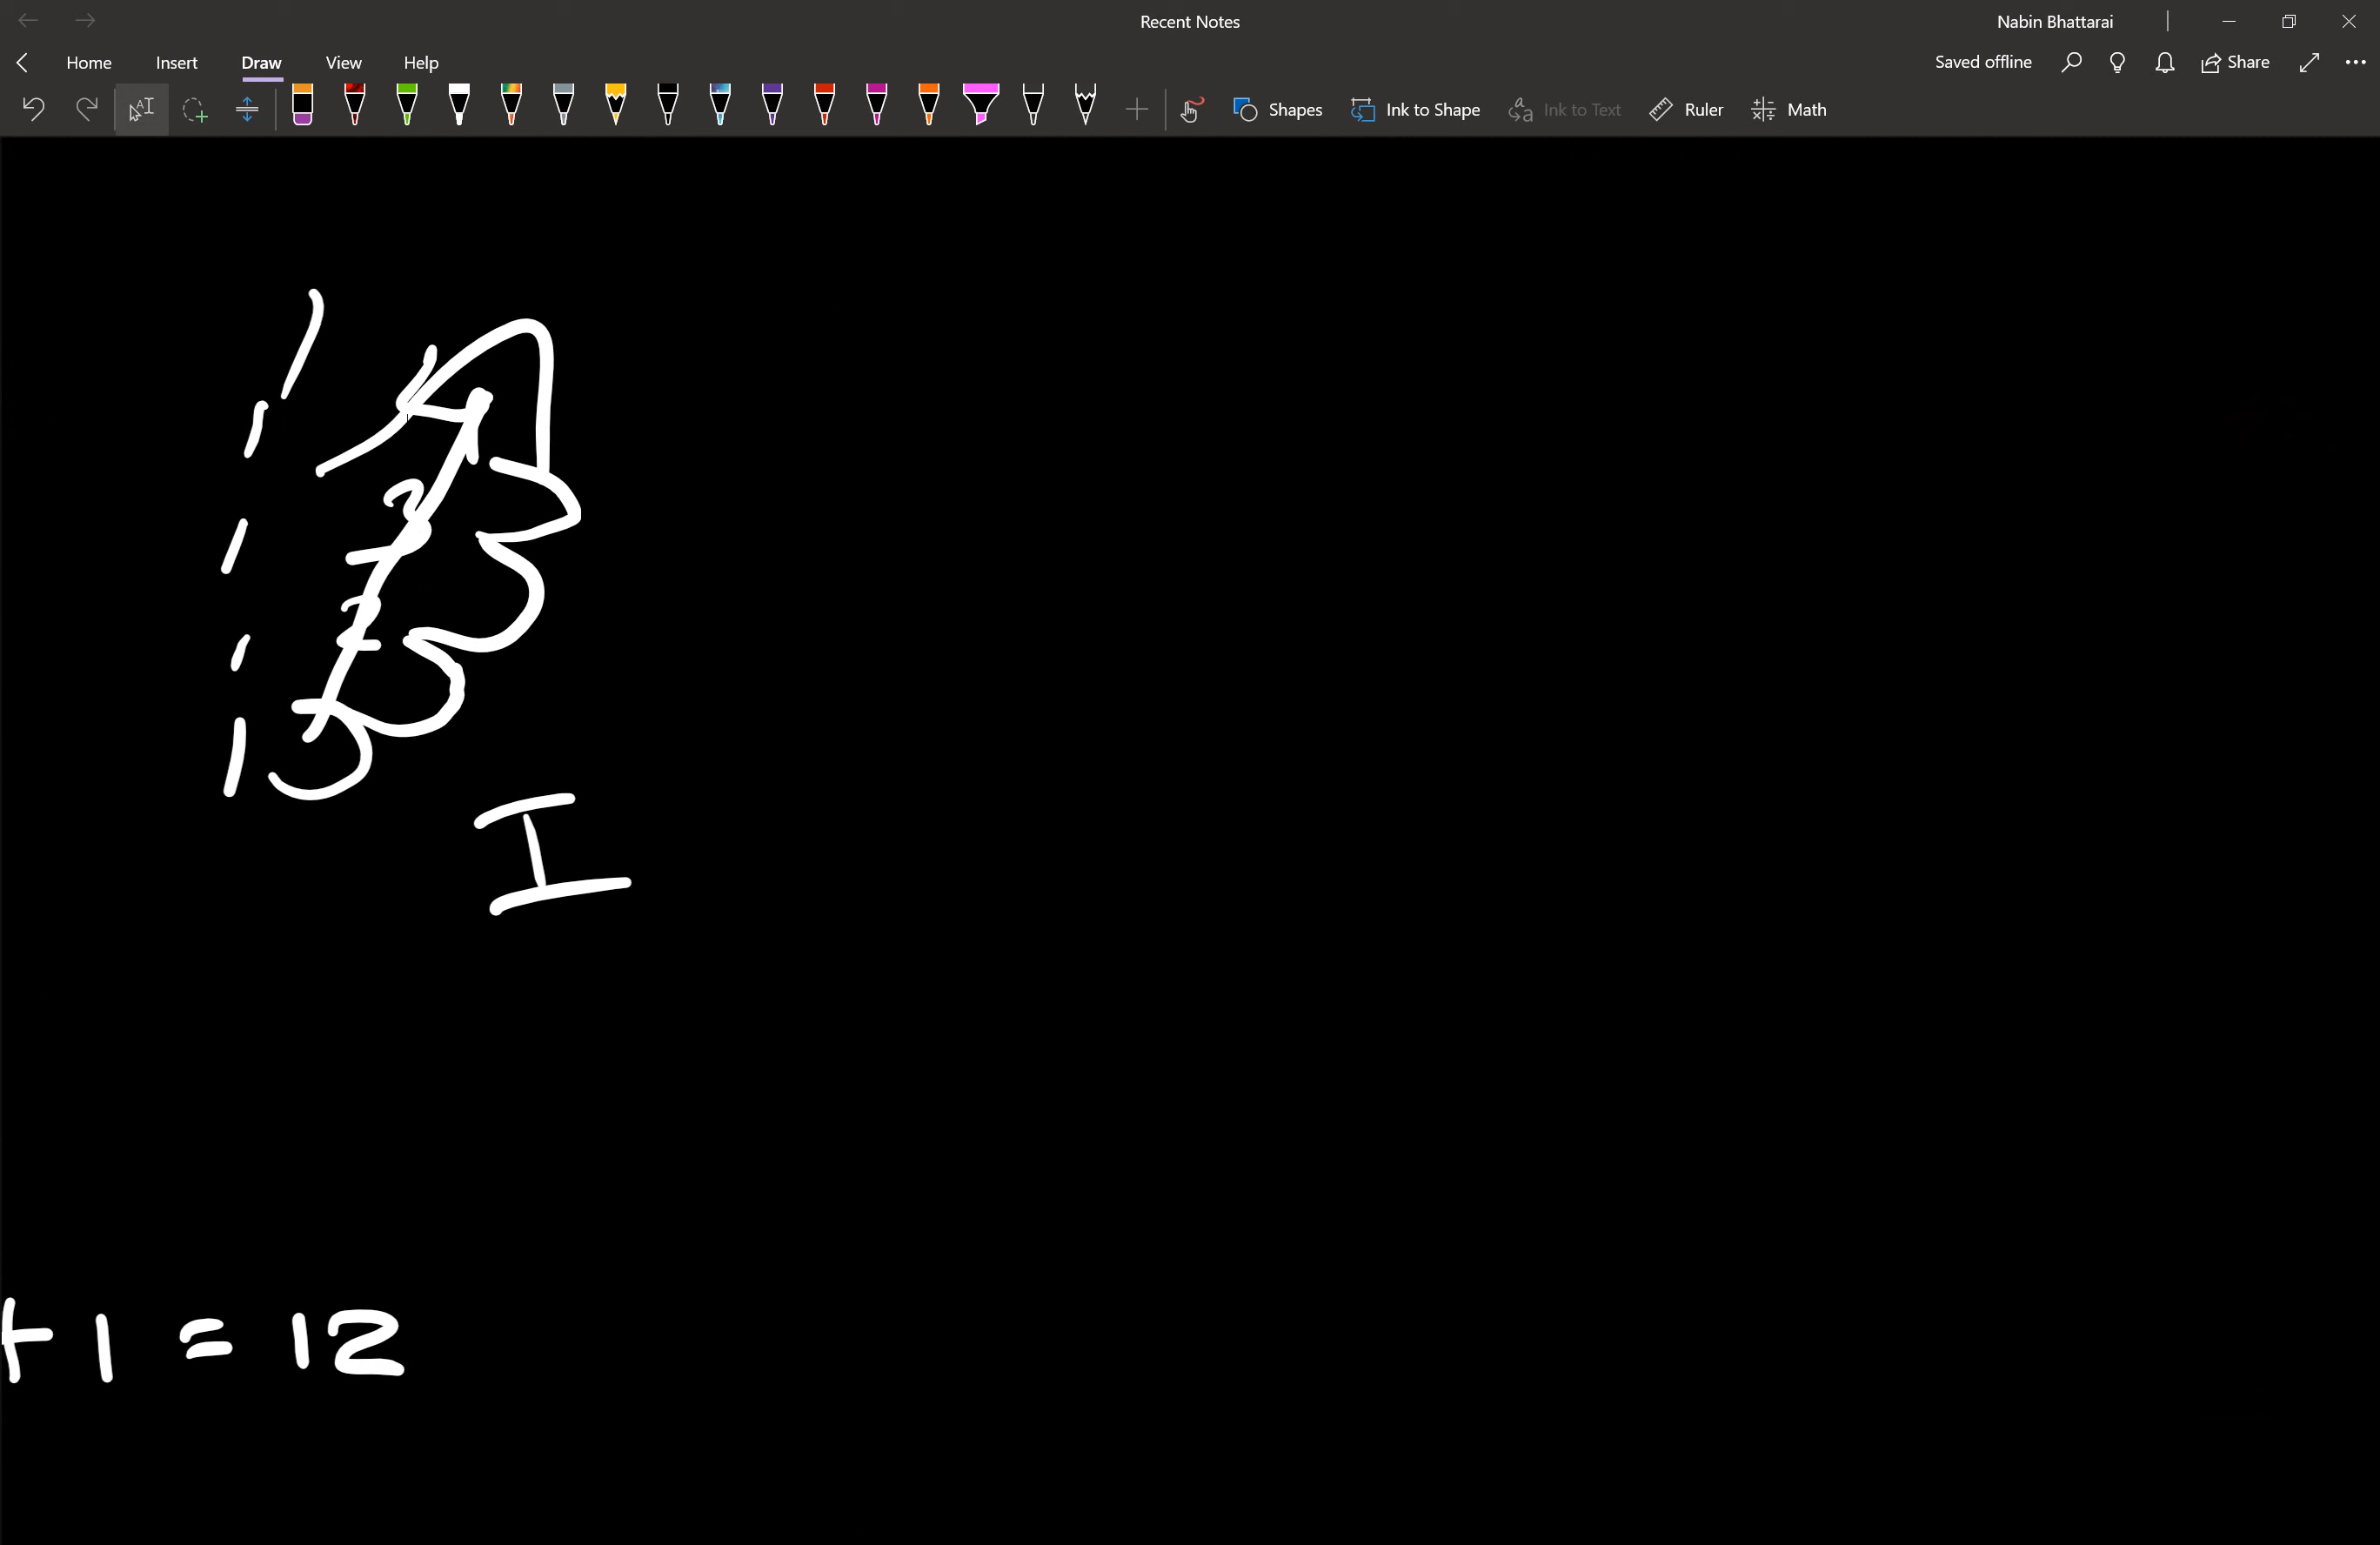 Recent Notes
Nabin Bhattarai
Home Insert Draw View Help
Saved offline
Share
Shapes
Ink to Shape
Ink to Text
Ruler
Math
I
+ 1 = 12